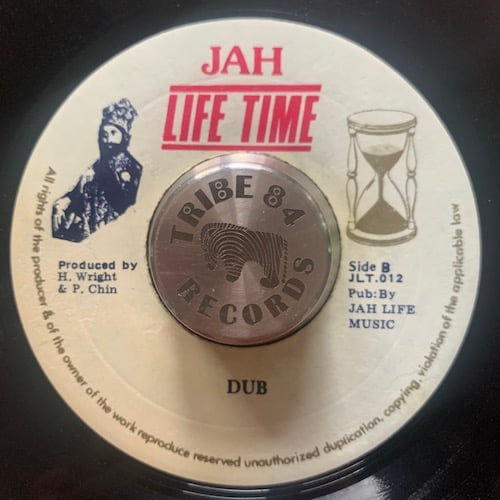 JAH
LIFE TIME
TRIBE 84
RECORDS
Produced by
H. Wright
& P. Chin
Side B
JLT.012
Pub:By
JAH LIFE
MUSIC
DUB
All rights of the producer & of the owner of the work reproduce reserved unauthorized duplication, copying, violation of the applicable law